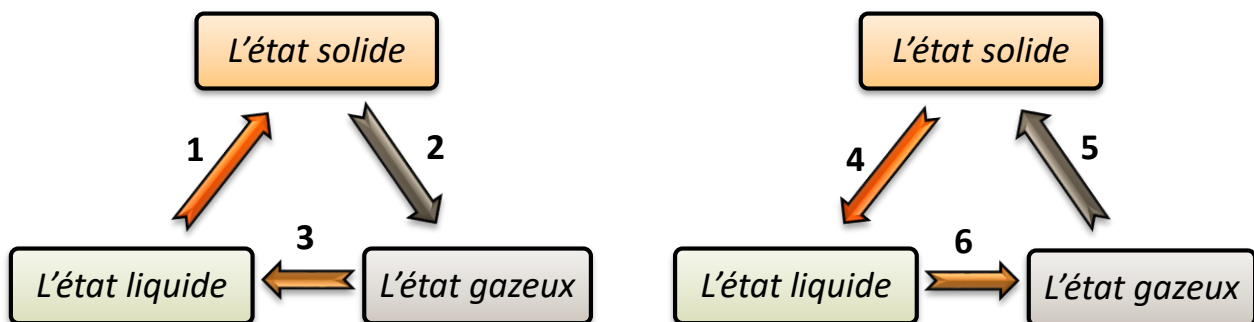 L'état solide
1
2
3
L'état liquide
L'état gazeux
L'état solide
4
5
6
L'état liquide
L'état gazeux